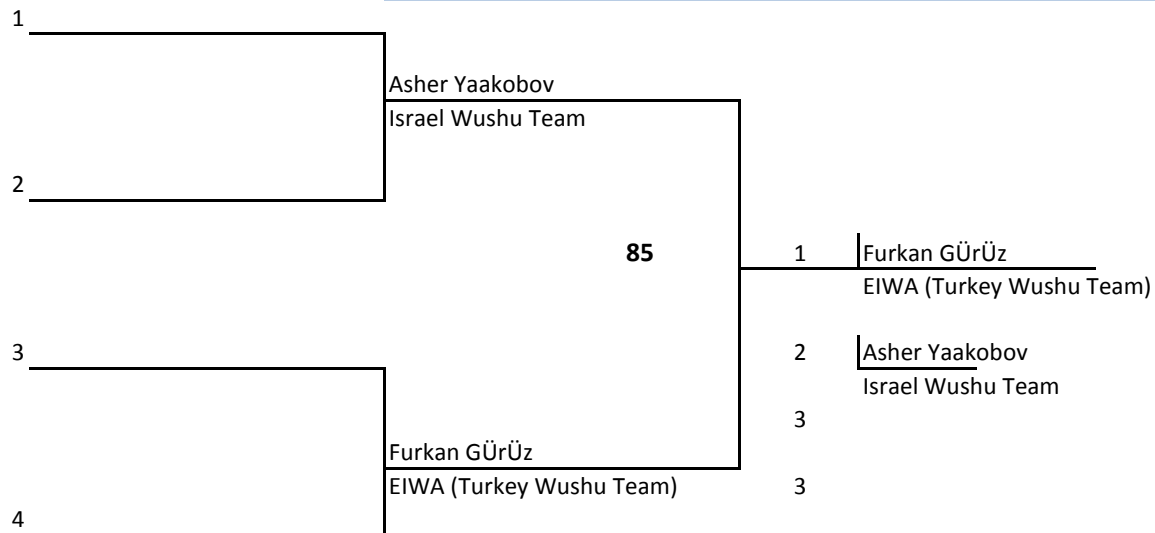 1
Asher Yaakobov
Israel Wushu Team
2
85
1 Furkan GÜrÜz
EIWA (Turkey Wushu Team)
3
2 Asher Yaakobov
Israel Wushu Team
3
Furkan GÜrÜz
EIWA (Turkey Wushu Team)
3
4